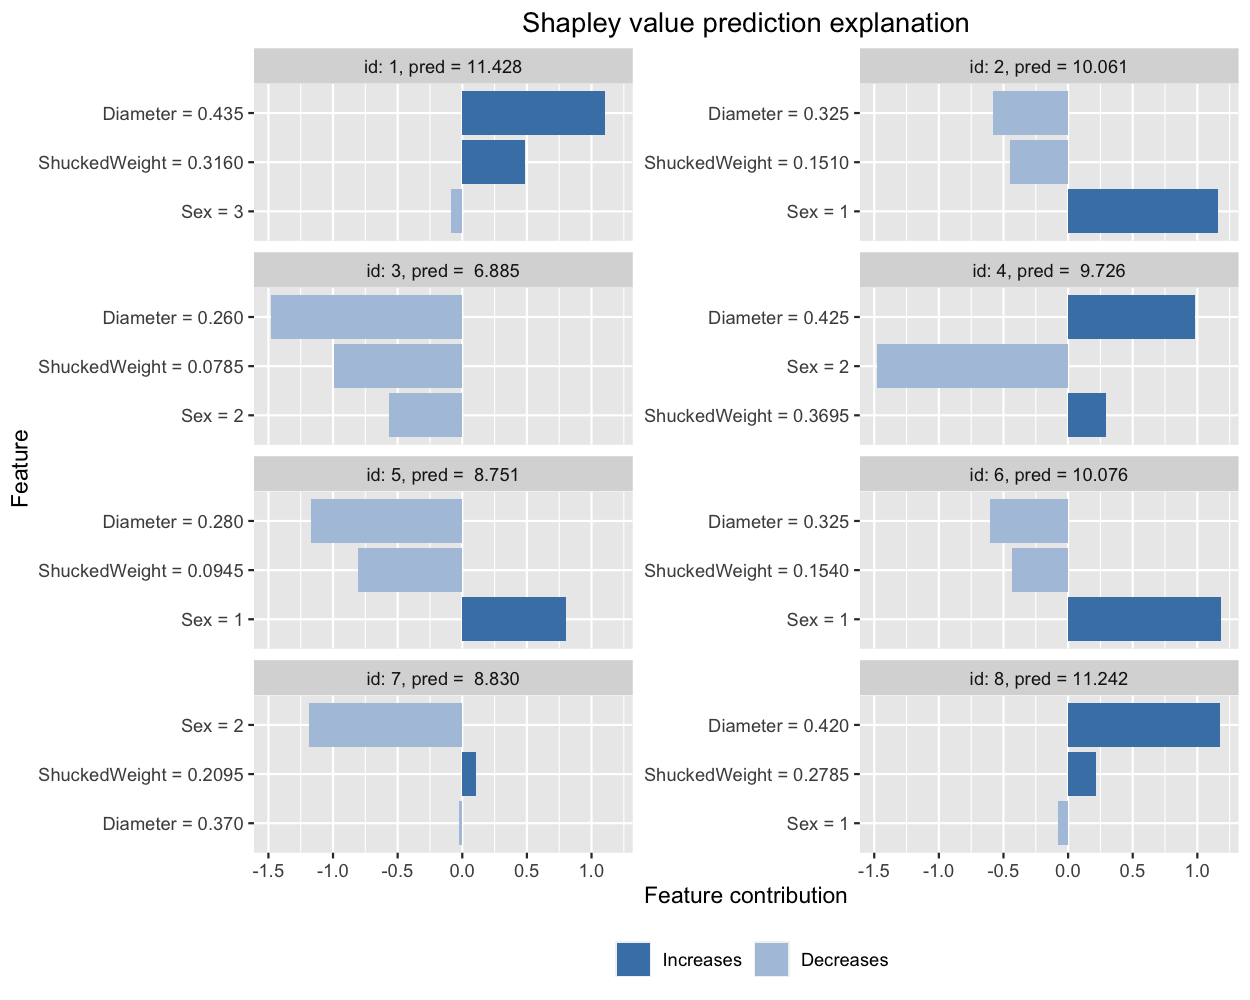 Shapley value prediction explanation
id: 1, pred = 11.428
Diameter = 0.435
ShuckedWeight = 0.3160
Sex = 3
id: 2, pred = 10.061
Diameter = 0.325
ShuckedWeight = 0.1510
Sex = 1
id: 3, pred =  6.885
Diameter = 0.260
ShuckedWeight = 0.0785
Sex = 2
id: 4, pred =  9.726
Diameter = 0.425
Sex = 2
ShuckedWeight = 0.3695
id: 5, pred =  8.751
Diameter = 0.280
ShuckedWeight = 0.0945
Sex = 1
id: 6, pred = 10.076
Diameter = 0.325
ShuckedWeight = 0.1540
Sex = 1
id: 7, pred =  8.830
Sex = 2
ShuckedWeight = 0.2095
Diameter = 0.370
id: 8, pred = 11.242
Diameter = 0.420
ShuckedWeight = 0.2785
Sex = 1
-1.5 -1.0 -0.5 0.0 0.5 1.0
-1.5 -1.0 -0.5 0.0 0.5 1.0
Feature
Feature contribution
Increases
Decreases